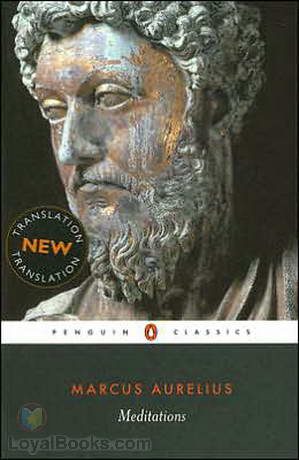 TRANSLATION
NEW
TRANSLATION
PENGUIN CLASSICS
MARCUS AURELIUS
Meditations
LoyalBooks.com